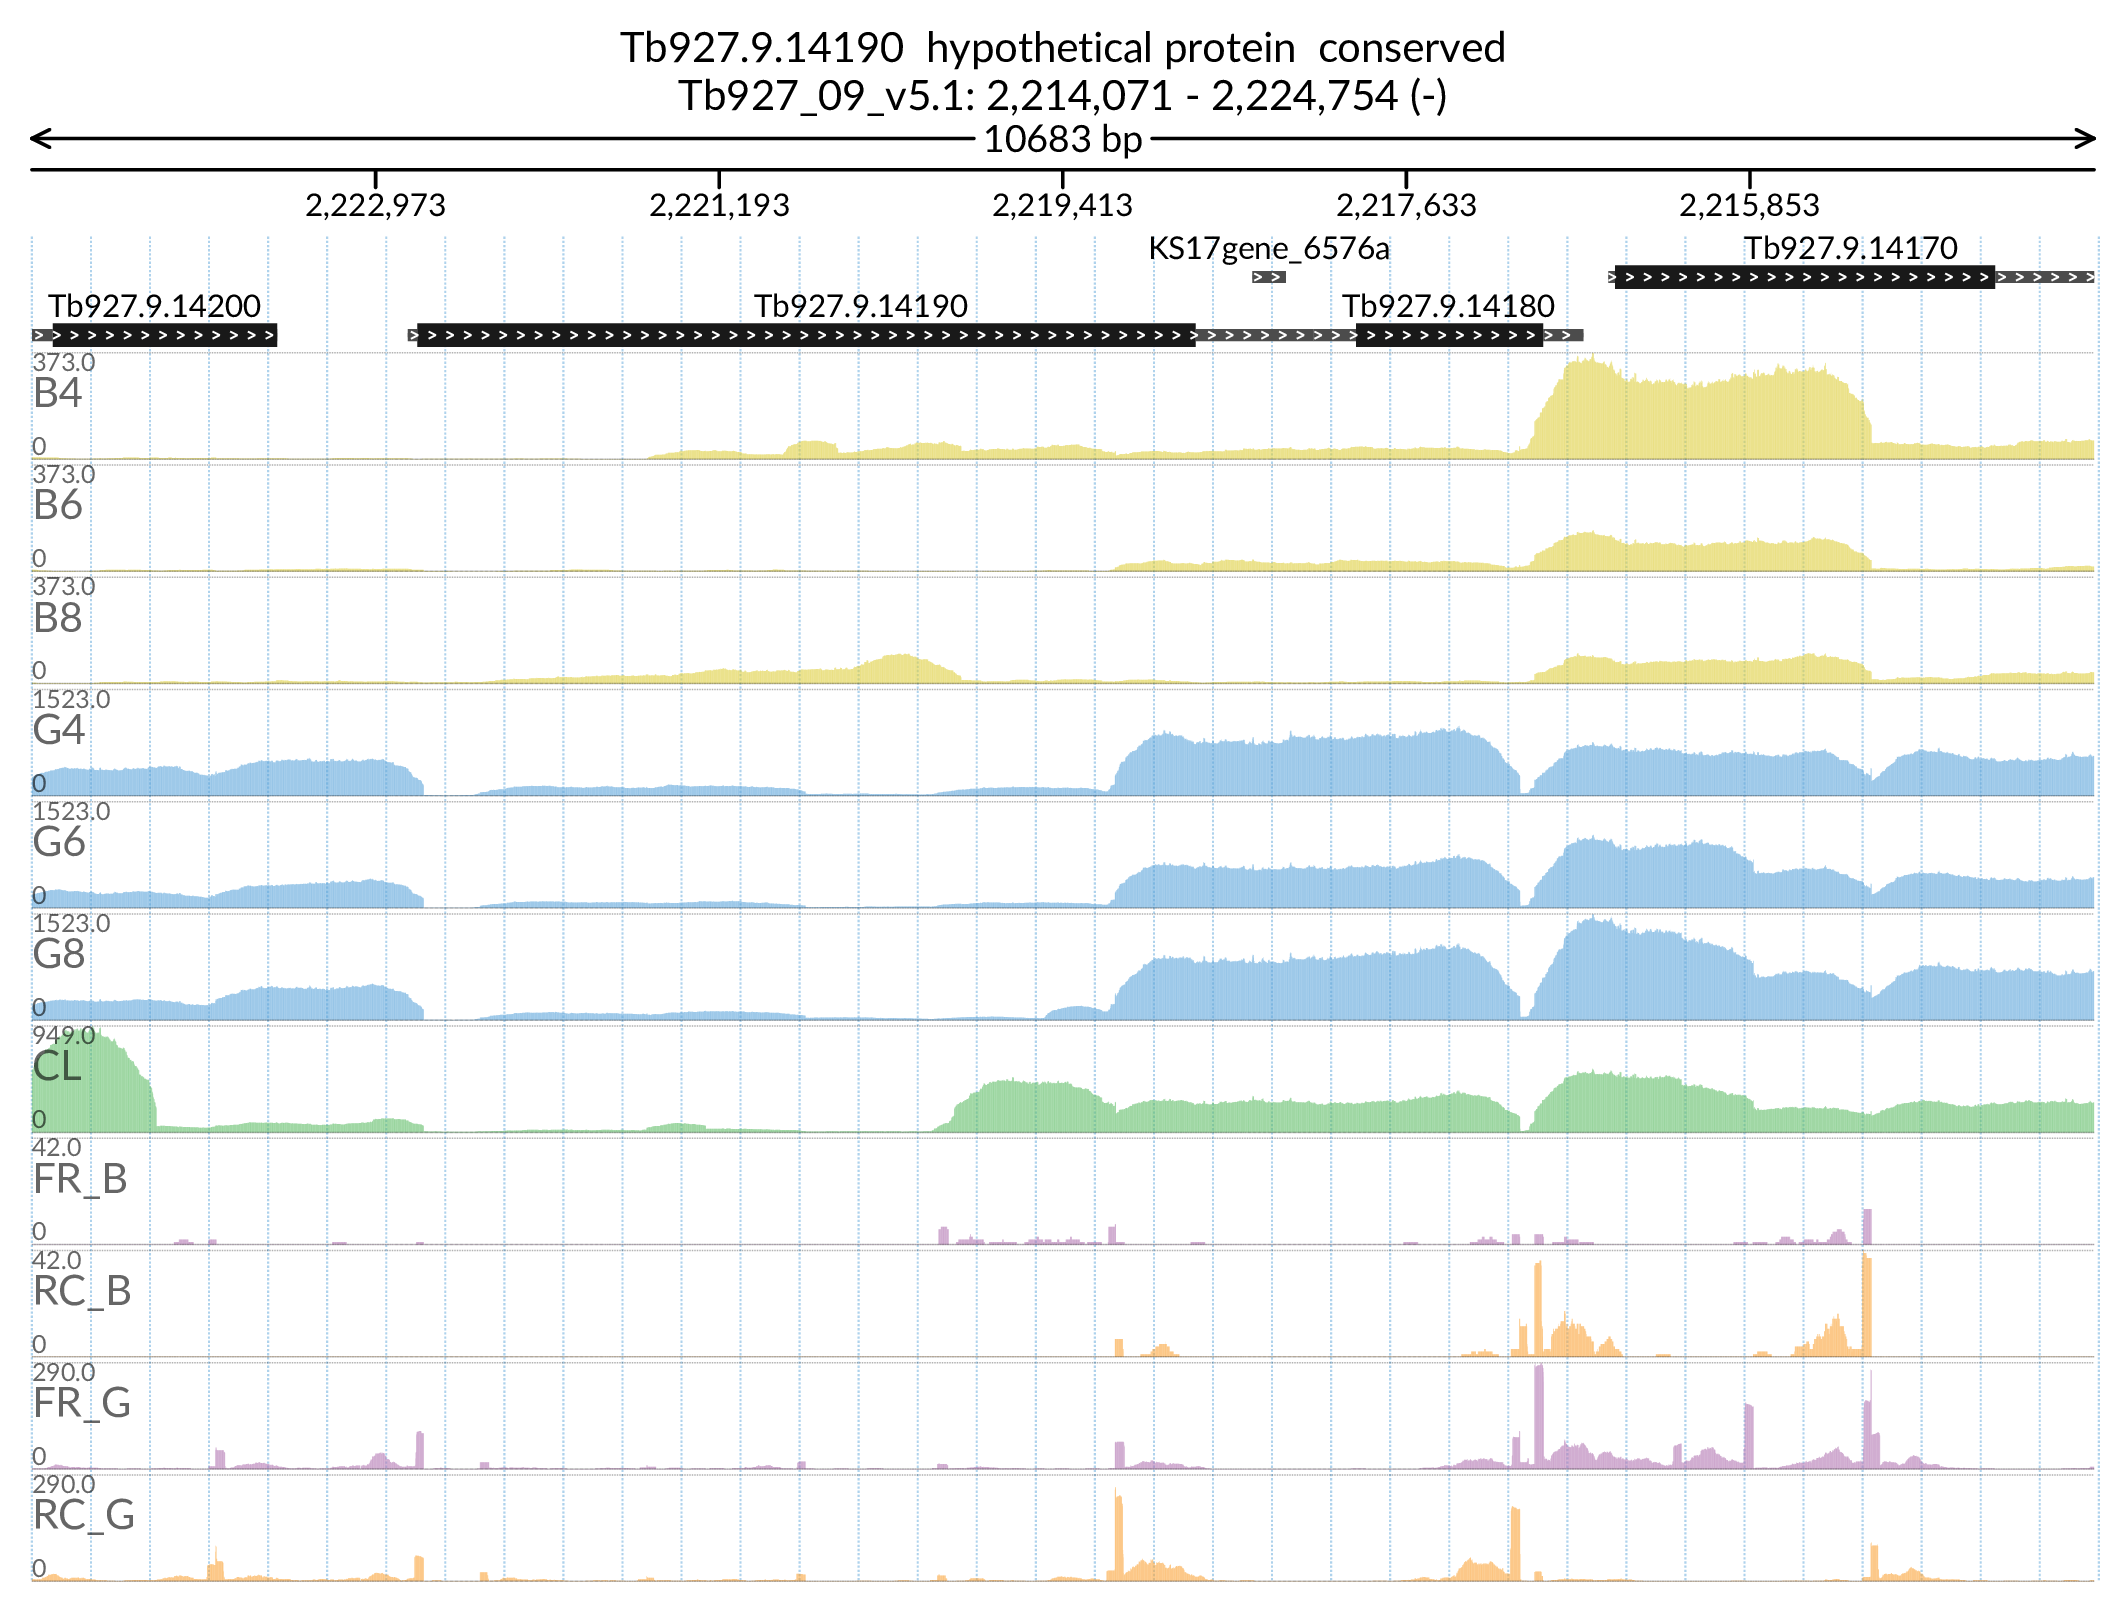 Tb927.9.14190  hypothetical protein  conserved
Tb927_09_v5.1: 2,214,071 - 2,224,754 (-)
10683 bp
2,222,973 2,221,193 2,219,413 2,217,633 2,215,853
KS17gene_6576a Tb927.9.14170
Tb927.9.14200 Tb927.9.14190 Tb927.9.14180
373.0
B4
0
373.0
B6
0
373.0
B8
0
1523.0
G4
0
1523.0
G6
0
1523.0
G8
0
949.0
CL
0
42.0
FR_B
0
42.0
RC_B
0
290.0
FR_G
0
290.0
RC_G
0